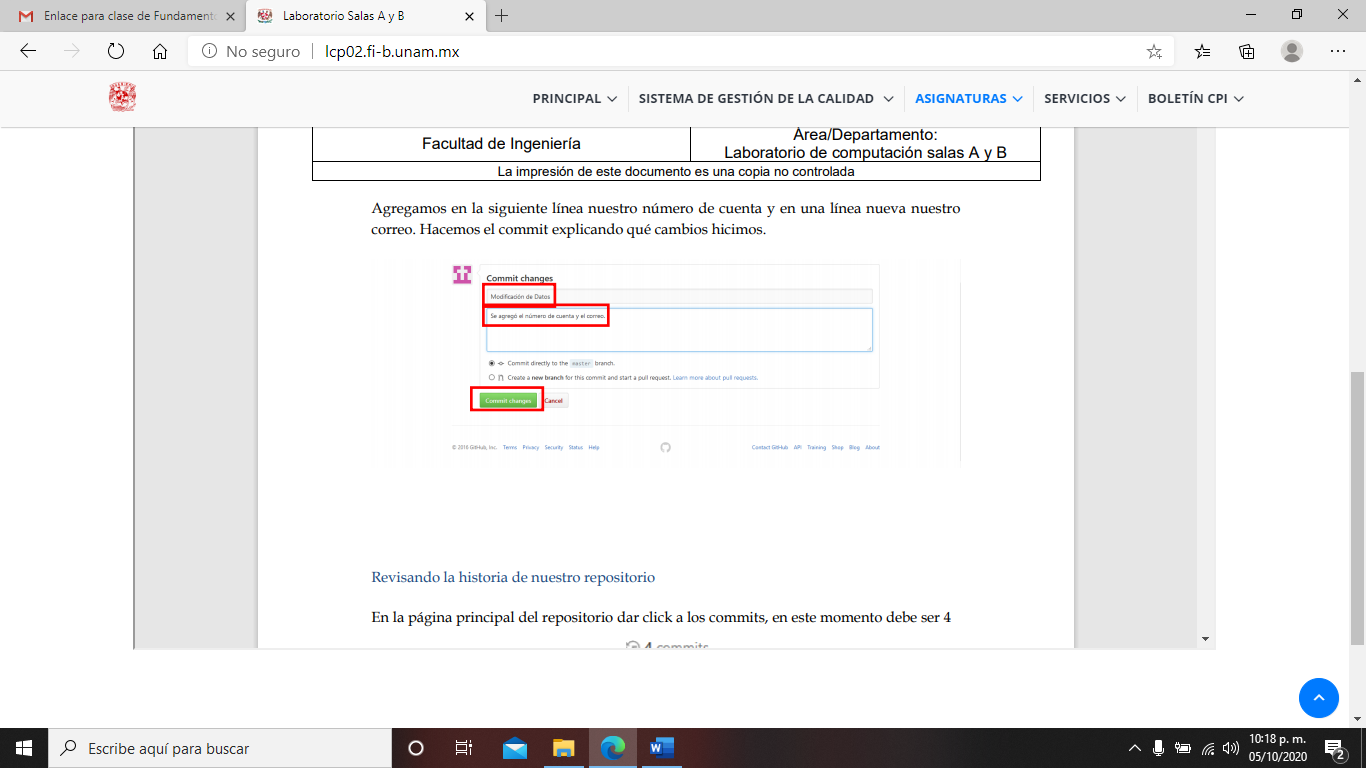 Enlace para clase de Fundament
Laboratorio Salas A y B
No seguro
lcp02.fi-b.unam.mx
PRINCIPAL
SISTEMA DE GESTIÓN DE LA CALIDAD
ASIGNATURAS
SERVICIOS
BOLETÍN CPI
Facultad de Ingeniería
Área/Departamento:
Laboratorio de computación salas A y B
La impresión de este documento es una copia no controlada
Agregamos en la siguiente línea nuestro número de cuenta y en una línea nueva nuestro
correo. Hacemos el commit explicando qué cambios hicimos.
Commit changes
Modificación de Datos
Se agregó el número de cuenta y el correo.
Commit directly to the master branch.
Create a new branch for this commit and start a pull request. Learn more about pull requests.
Commit changes
Cancel
© 2016 GitHub, Inc. Terms Privacy Security Status Help
Contact GitHub API Training Shop Blog About
Revisando la historia de nuestro repositorio
En la página principal del repositorio dar click a los commits, en este momento debe ser 4
4 commits
Escribe aquí para buscar
10:18 p. m.
05/10/2020
2